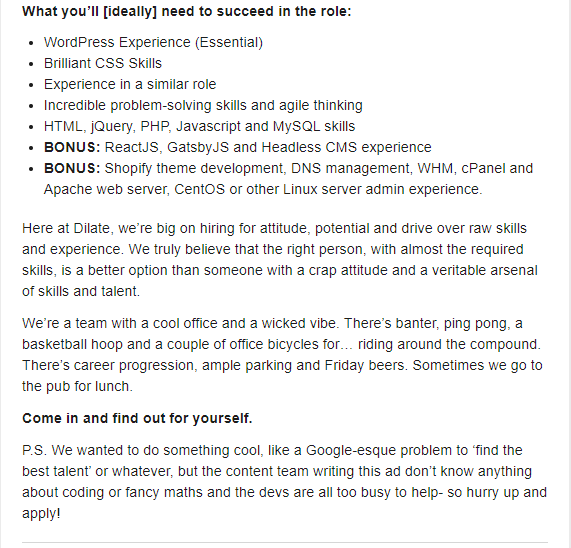 What you’ll [ideally] need to succeed in the role:
• WordPress Experience (Essential)
• Brilliant CSS Skills
• Experience in a similar role
• Incredible problem-solving skills and agile thinking
• HTML, jQuery, PHP, Javascript and MySQL skills
• BONUS: ReactJS, GatsbyJS and Headless CMS experience
• BONUS: Shopify theme development, DNS management, WHM, cPanel and
Apache web server, CentOS or other Linux server admin experience.
Here at Dilate, we’re big on hiring for attitude, potential and drive over raw skills
and experience. We truly believe that the right person, with almost the required
skills, is a better option than someone with a crap attitude and a veritable arsenal
of skills and talent.
We’re a team with a cool office and a wicked vibe. There’s banter, ping pong, a
basketball hoop and a couple of office bicycles for… riding around the compound.
There’s career progression, ample parking and Friday beers. Sometimes we go to
the pub for lunch.
Come in and find out for yourself.
P.S. We wanted to do something cool, like a Google-esque problem to ‘find the
best talent’ or whatever, but the content team writing this ad don’t know anything
about coding or fancy maths and the devs are all too busy to help- so hurry up and
apply!